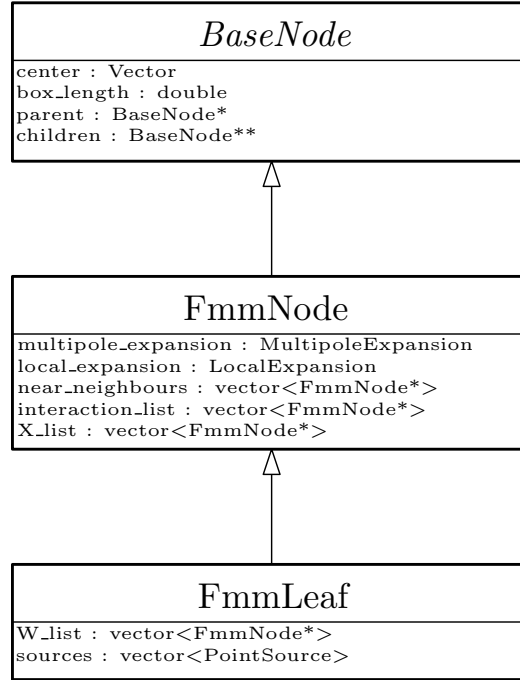 BaseNode
center : Vector
box_length : double
parent : BaseNode*
children : BaseNode**
FmmNode
multipole_expansion : MultipoleExpansion
local_expansion : LocalExpansion
near_neighbours : vector<FmmNode*>
interaction_list : vector<FmmNode*>
X_list : vector<FmmNode*>
FmmLeaf
W_list : vector<FmmNode*>
sources : vector<PointSource>